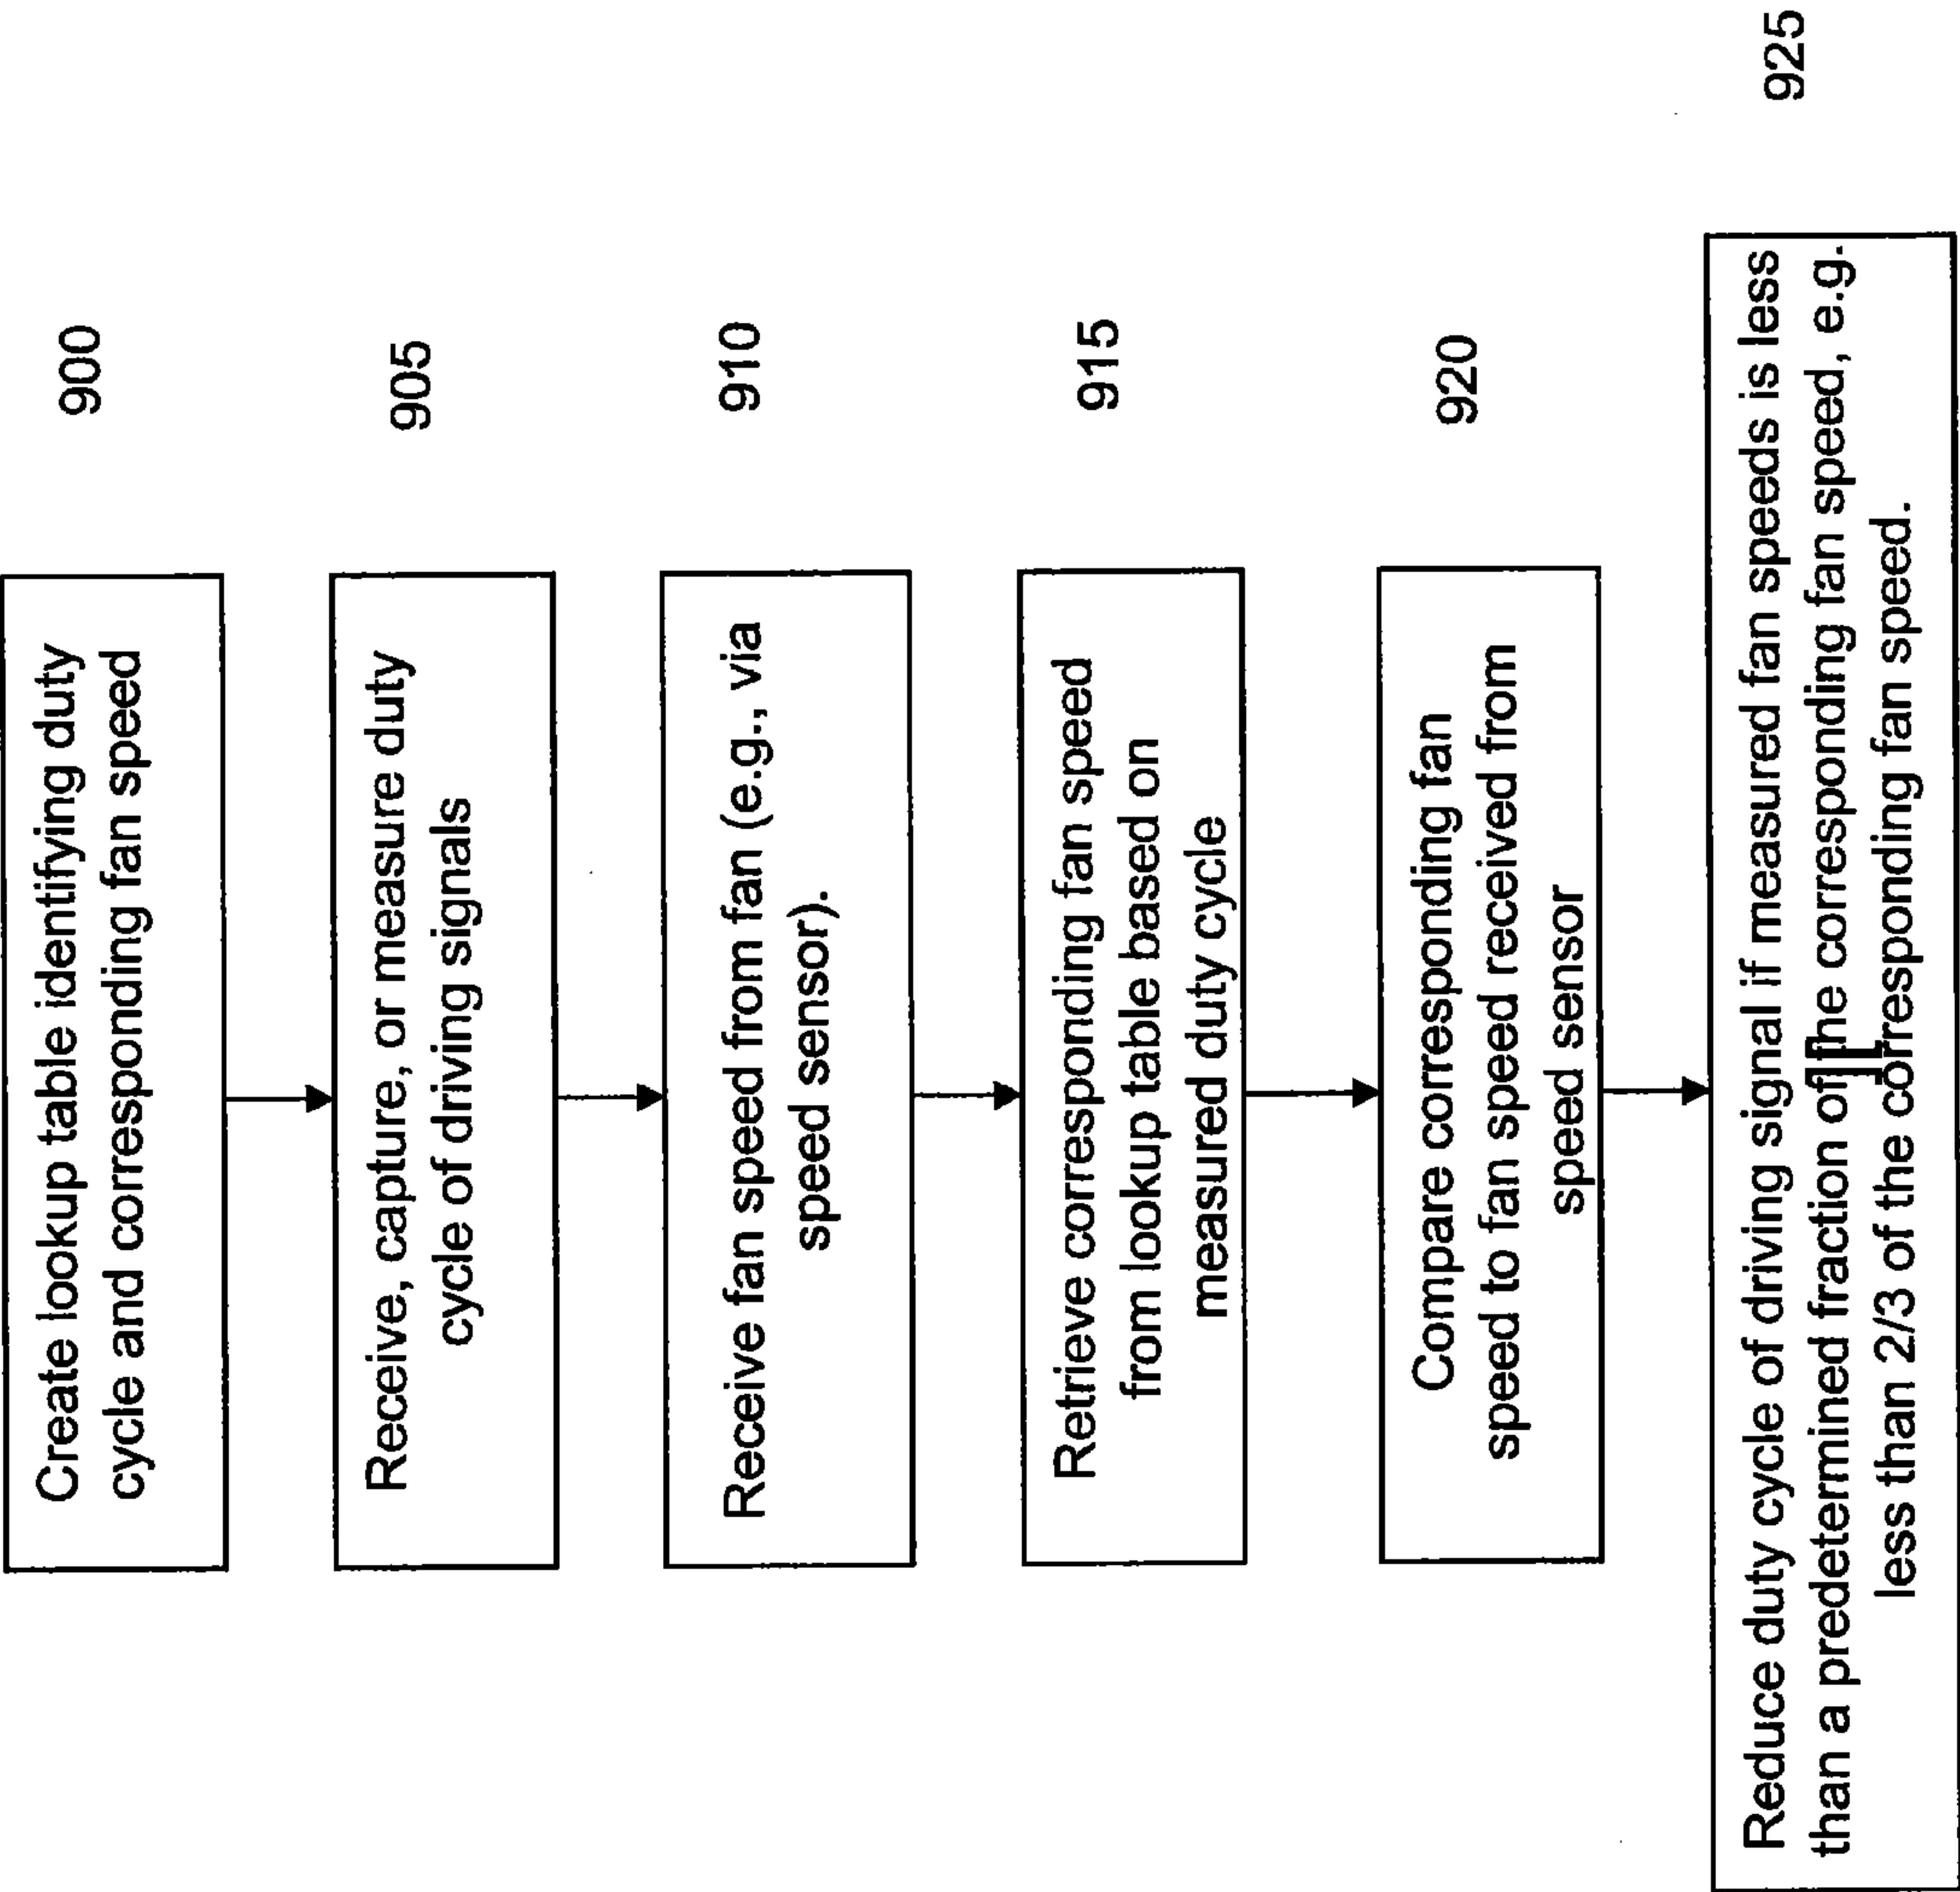 Create lookup table identifying duty
cycle and corresponding fan speed
900
Receive, capture, or measure duty
cycle of driving signals
905
Receive fan speed from fan (e.g., via
speed sensor).
910
Retrieve corresponding fan speed
from lookup table based on
measured duty cycle
915
Compare corresponding fan
speed to fan speed received from
speed sensor
920
Reduce duty cycle of driving signal if measured fan speeds is less
than a predetermined fraction of the corresponding fan speed, e.g.
less than 2/3 of the corresponding fan speed.
925